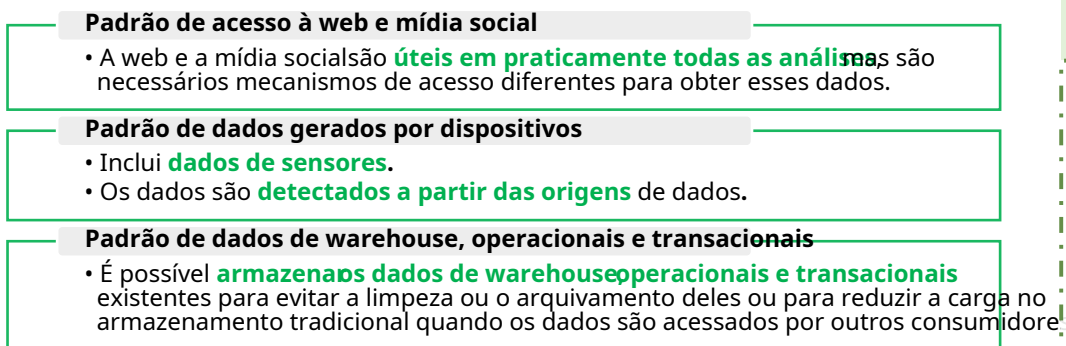 Padrão de acesso à web e mídia social
• A web e a mídia socialsão úteis em praticamente todas as análises, mas são
necessários mecanismos de acesso diferentes para obter esses dados.
Padrão de dados gerados por dispositivos
• Inclui dados de sensores.
• Os dados são detectados a partir das origens de dados.
Padrão de dados de warehouse, operacionais e transacionais
• É possível armazenar os dados de warehouse, operacionais e transacionais
existentes para evitar a limpeza ou o arquivamento deles ou para reduzir a carga no
armazenamento tradicional quando os dados são acessados por outros consumidore